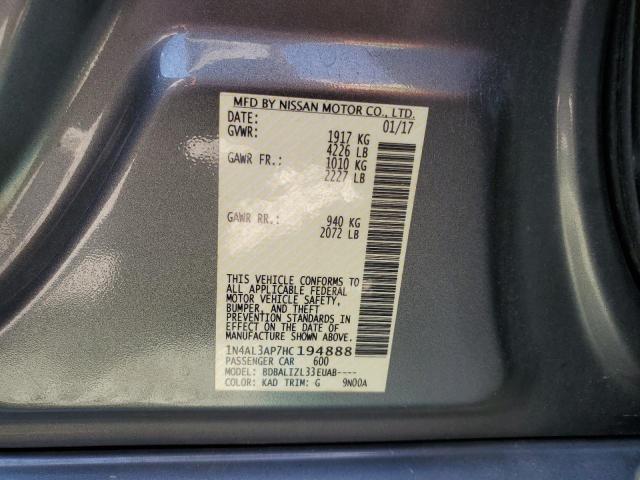 MFD BY NISSAN MOTOR CO., LTD.
DATE: 01/17
GVWR: 1917 KG
4226 LB
GAWR FR.: 1010 KG
2227 LB
GAWR RR.: 940 KG
2072 LB
THIS VEHICLE CONFORMS TO
ALL APPLICABLE FEDERAL
MOTOR VEHICLE SAFETY,
BUMPER, AND THEFT
PREVENTION STANDARDS IN
EFFECT ON THE DATE OF
MANUFACTURE SHOWN ABOVE.
1N4AL3AP7HC194888
PASSENGER CAR 600
MODEL: BDBALIZL33EUAB----
COLOR: KAD TRIM: G 9N00A